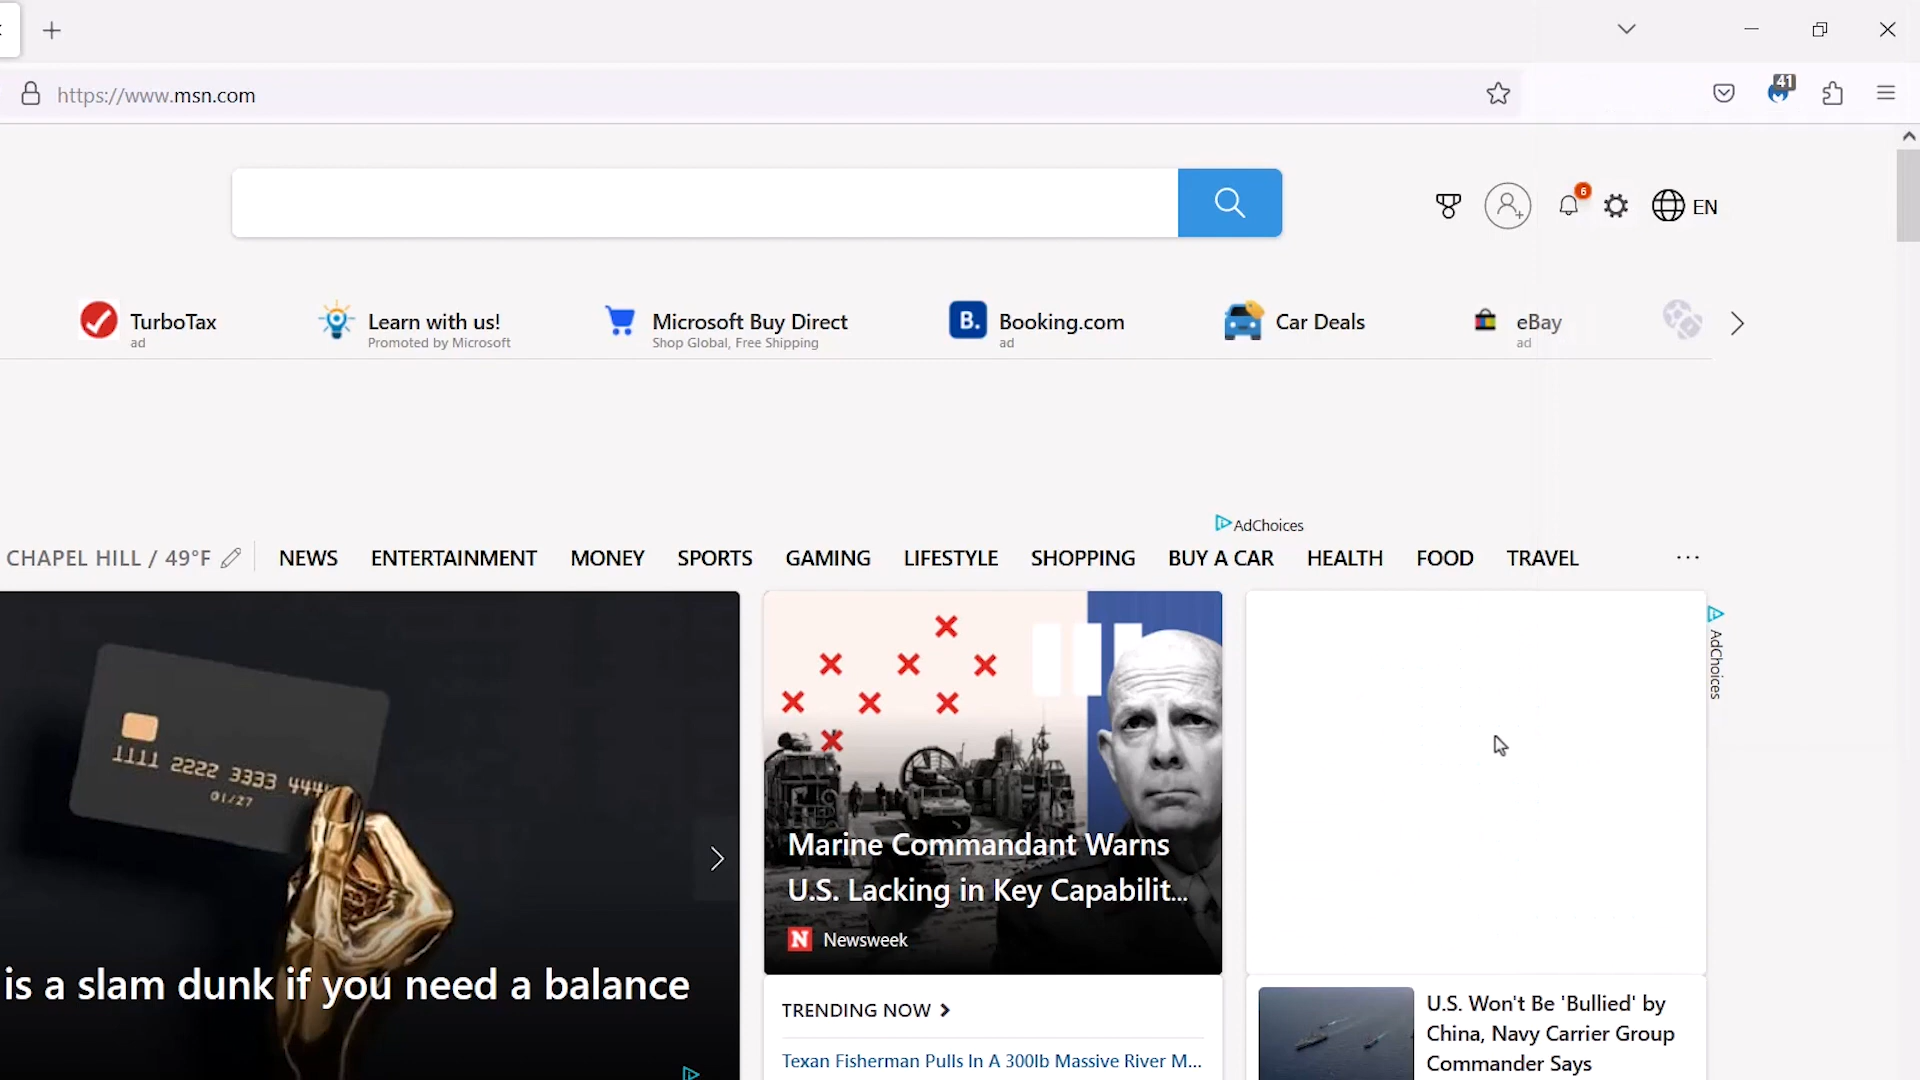 https://www.msn.com
41
6
EN
TurboTax
ad
Learn with us!
Promoted by Microsoft
Microsoft Buy Direct
Shop Global, Free Shipping
B. Booking.com
ad
Car Deals
eBay
ad
AdChoices
CHAPEL HILL / 49°F
NEWS ENTERTAINMENT MONEY SPORTS GAMING LIFESTYLE SHOPPING BUY A CAR HEALTH FOOD TRAVEL ...
1111 2222 3333 444
01/27
is a slam dunk if you need a balance
Marine Commandant Warns
U.S. Lacking in Key Capabilit...
N Newsweek
TRENDING NOW >
Texan Fisherman Pulls In A 300lb Massive River M...
AdChoices
U.S. Won't Be 'Bullied' by
China, Navy Carrier Group
Commander Says